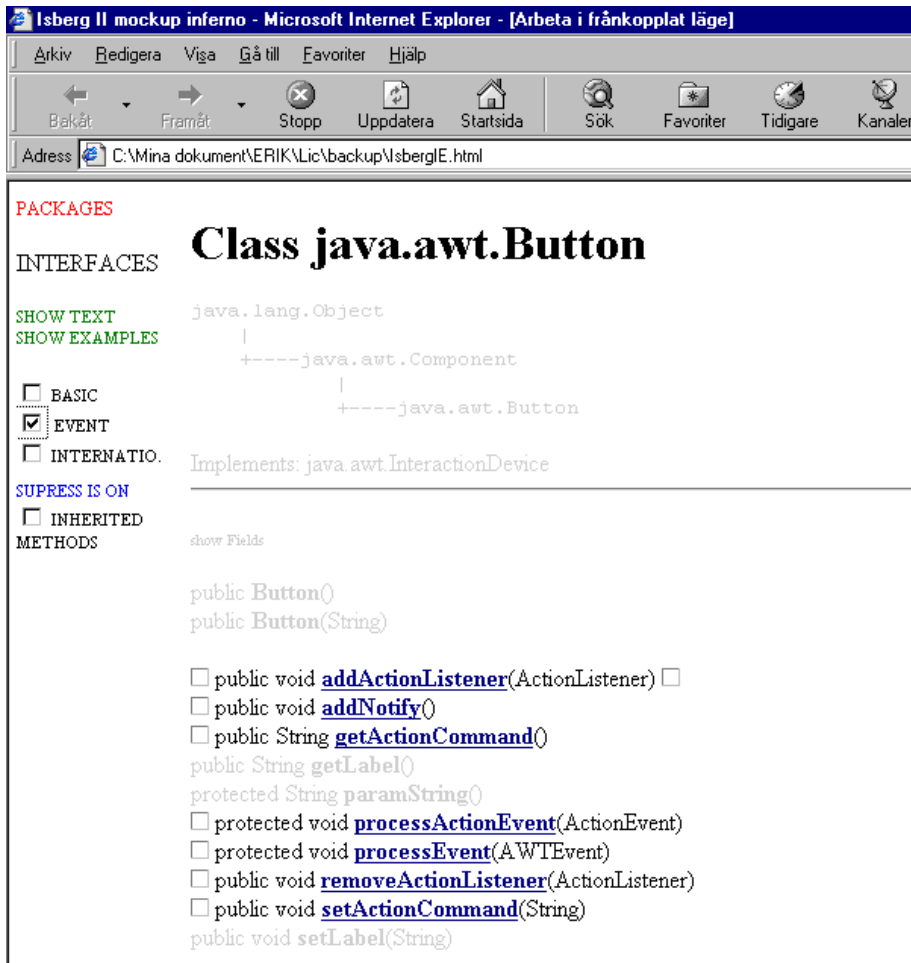 Isberg II mockup inferno - Microsoft Internet Explorer - [Arbeta i frånkopplat läge]
Arkiv Redigera Visa Gå till Favoriter Hjälp
Bakåt Framåt Stopp Uppdatera Startsida Sök Favoriter Tidigare Kanaler
Adress C:\Mina dokument\ERIK\Lic\backup\IsbergIE.html
PACKAGES
INTERFACES
SHOW TEXT
SHOW EXAMPLES
BASIC
EVENT
INTERNATIO.
SUPRESS IS ON
INHERITED
METHODS
Class java.awt.Button
java.lang.Object
|
+----java.awt.Component
|
+----java.awt.Button
Implements: java.awt.InteractionDevice
show Fields
public Button()
public Button(String)
public void addActionListener(ActionListener)
public void addNotify()
public String getActionCommand()
public String getLabel()
protected String paramString()
protected void processActionEvent(ActionEvent)
protected void processEvent(AWTEvent)
public void removeActionListener(ActionListener)
public void setActionCommand(String)
public void setLabel(String)